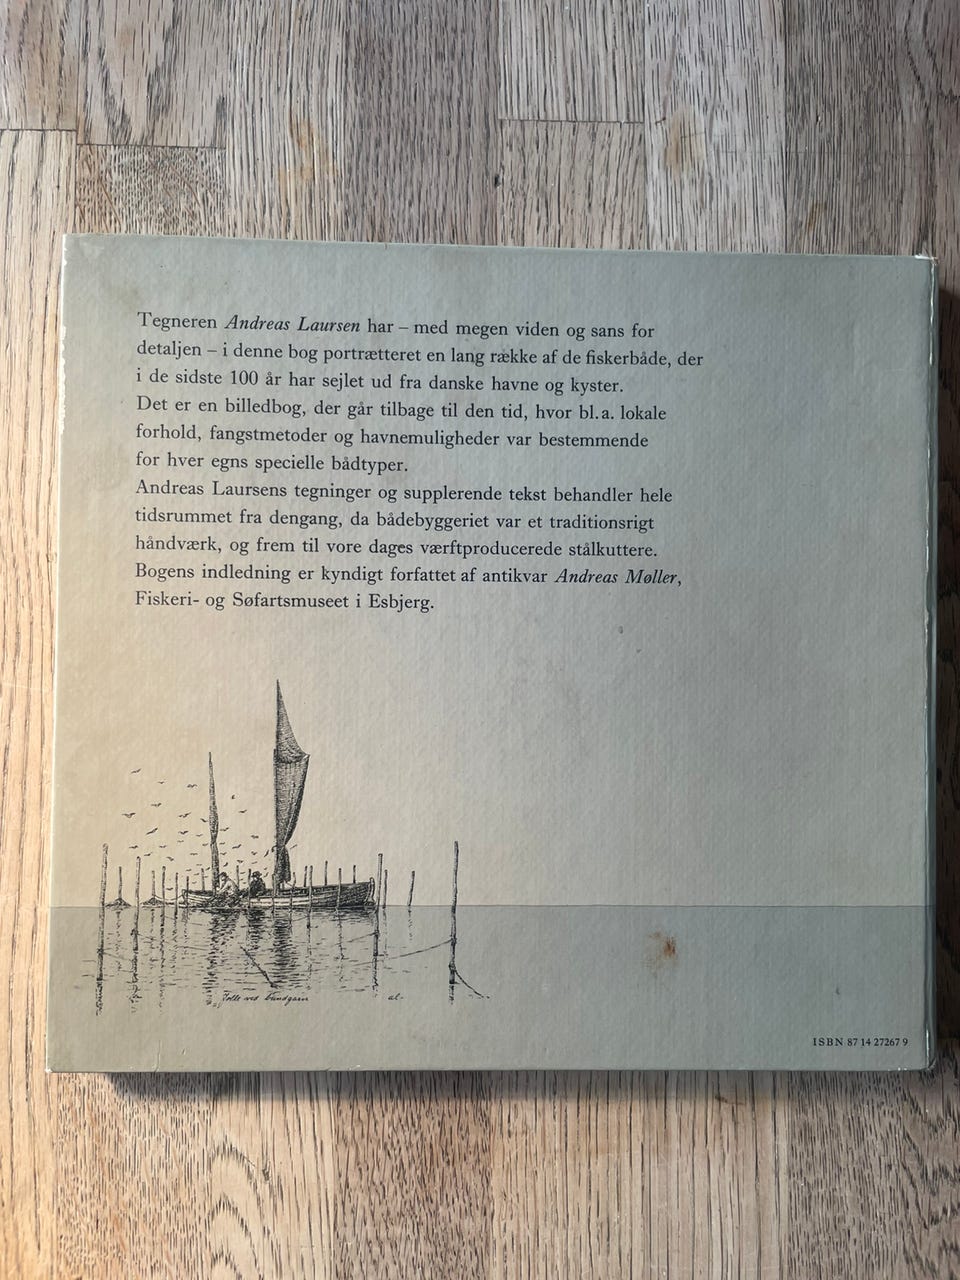 Tegneren Andreas Laursen har – med megen viden og sans for
detaljen – i denne bog portrætteret en lang række af de fiskerbåde, der
i de sidste 100 år har sejlet ud fra danske havne og kyster.
Det er en billedbog, der går tilbage til den tid, hvor bl.a. lokale
forhold, fangstmetoder og havnemuligheder var bestemmende
for hver egns specielle bådtyper.
Andreas Laursens tegninger og supplerende tekst behandler hele
tidsrummet fra dengang, da bådebyggeriet var et traditionsrigt
håndværk, og frem til vore dages værftproducerede stålkuttere.
Bogens indledning er kyndigt forfattet af antikvar Andreas Møller,
Fiskeri- og Søfartsmuseet i Esbjerg.
Jolle ved bundgarn al-
ISBN 87 14 27267 9